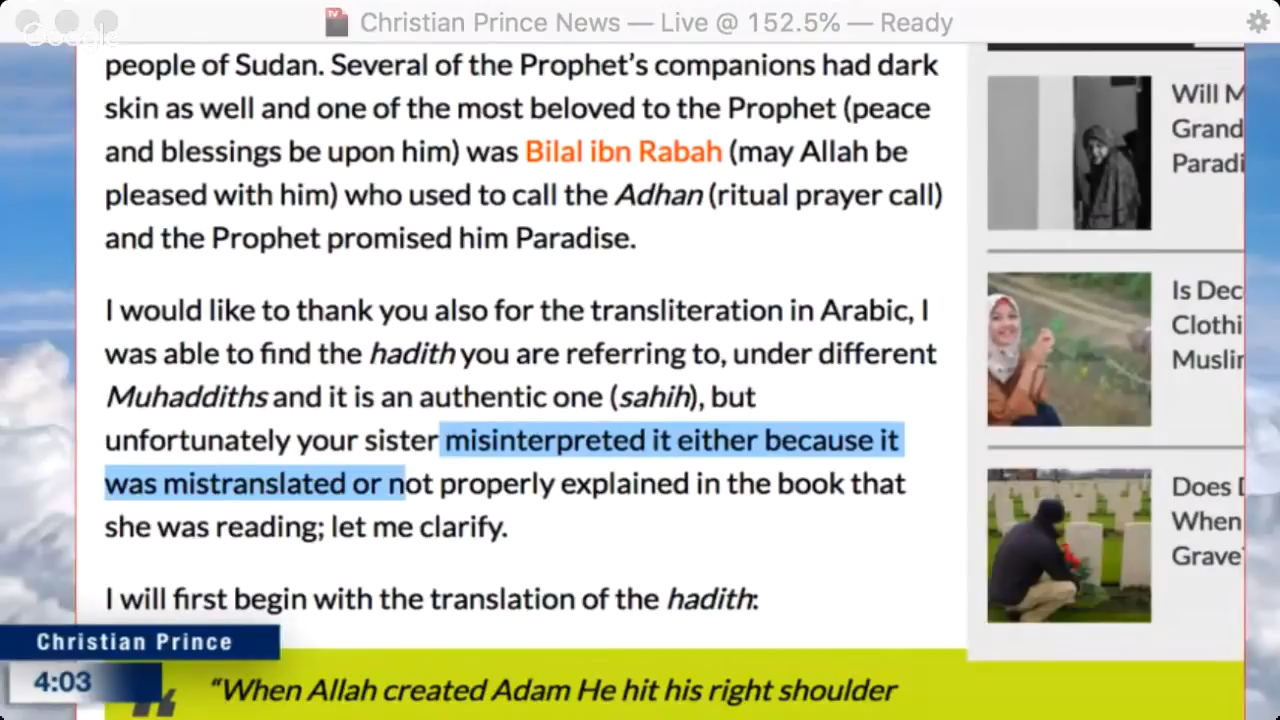 Christian Prince News — Live @ 152.5% — Ready
Google
people of Sudan. Several of the Prophet’s companions had dark
skin as well and one of the most beloved to the Prophet (peace
and blessings be upon him) was Bilal ibn Rabah (may Allah be
pleased with him) who used to call the Adhan (ritual prayer call)
and the Prophet promised him Paradise.
I would like to thank you also for the transliteration in Arabic, I
was able to find the hadith you are referring to, under different
Muhaddiths and it is an authentic one (sahih), but
unfortunately your sister misinterpreted it either because it
was mistranslated or not properly explained in the book that
she was reading; let me clarify.
I will first begin with the translation of the hadith:
“When Allah created Adam He hit his right shoulder
Will M
Grand
Paradi
Is Dec
Clothi
Muslin
Does D
When
Grave
Christian Prince
4:03